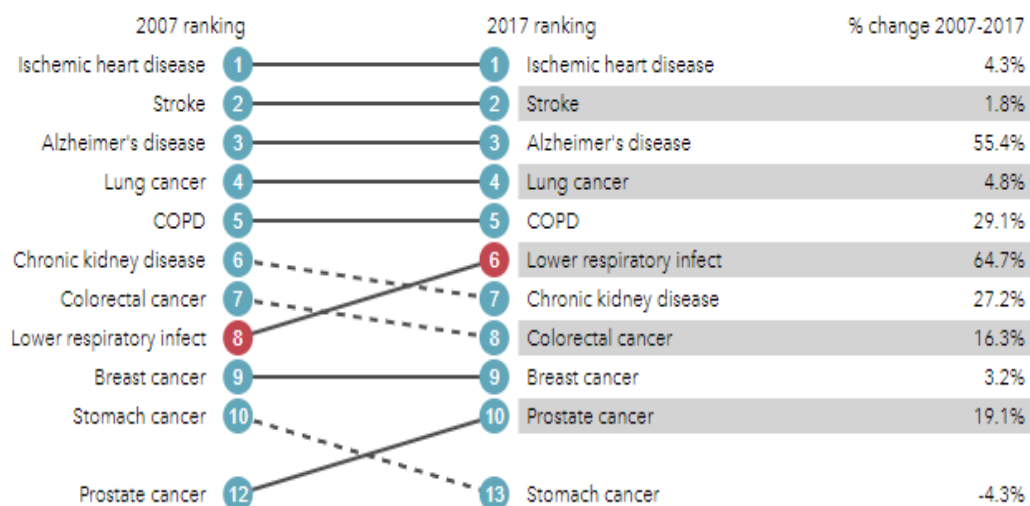 2007 ranking 2017 ranking % change 2007-2017
Ischemic heart disease 1 1 Ischemic heart disease 4.3%
Stroke 2 2 Stroke 1.8%
Alzheimer's disease 3 3 Alzheimer's disease 55.4%
Lung cancer 4 4 Lung cancer 4.8%
COPD 5 5 COPD 29.1%
Chronic kidney disease 6 6 Lower respiratory infect 64.7%
Colorectal cancer 7 7 Chronic kidney disease 27.2%
Lower respiratory infect 8 8 Colorectal cancer 16.3%
Breast cancer 9 9 Breast cancer 3.2%
Stomach cancer 10 10 Prostate cancer 19.1%
Prostate cancer 12 13 Stomach cancer -4.3%